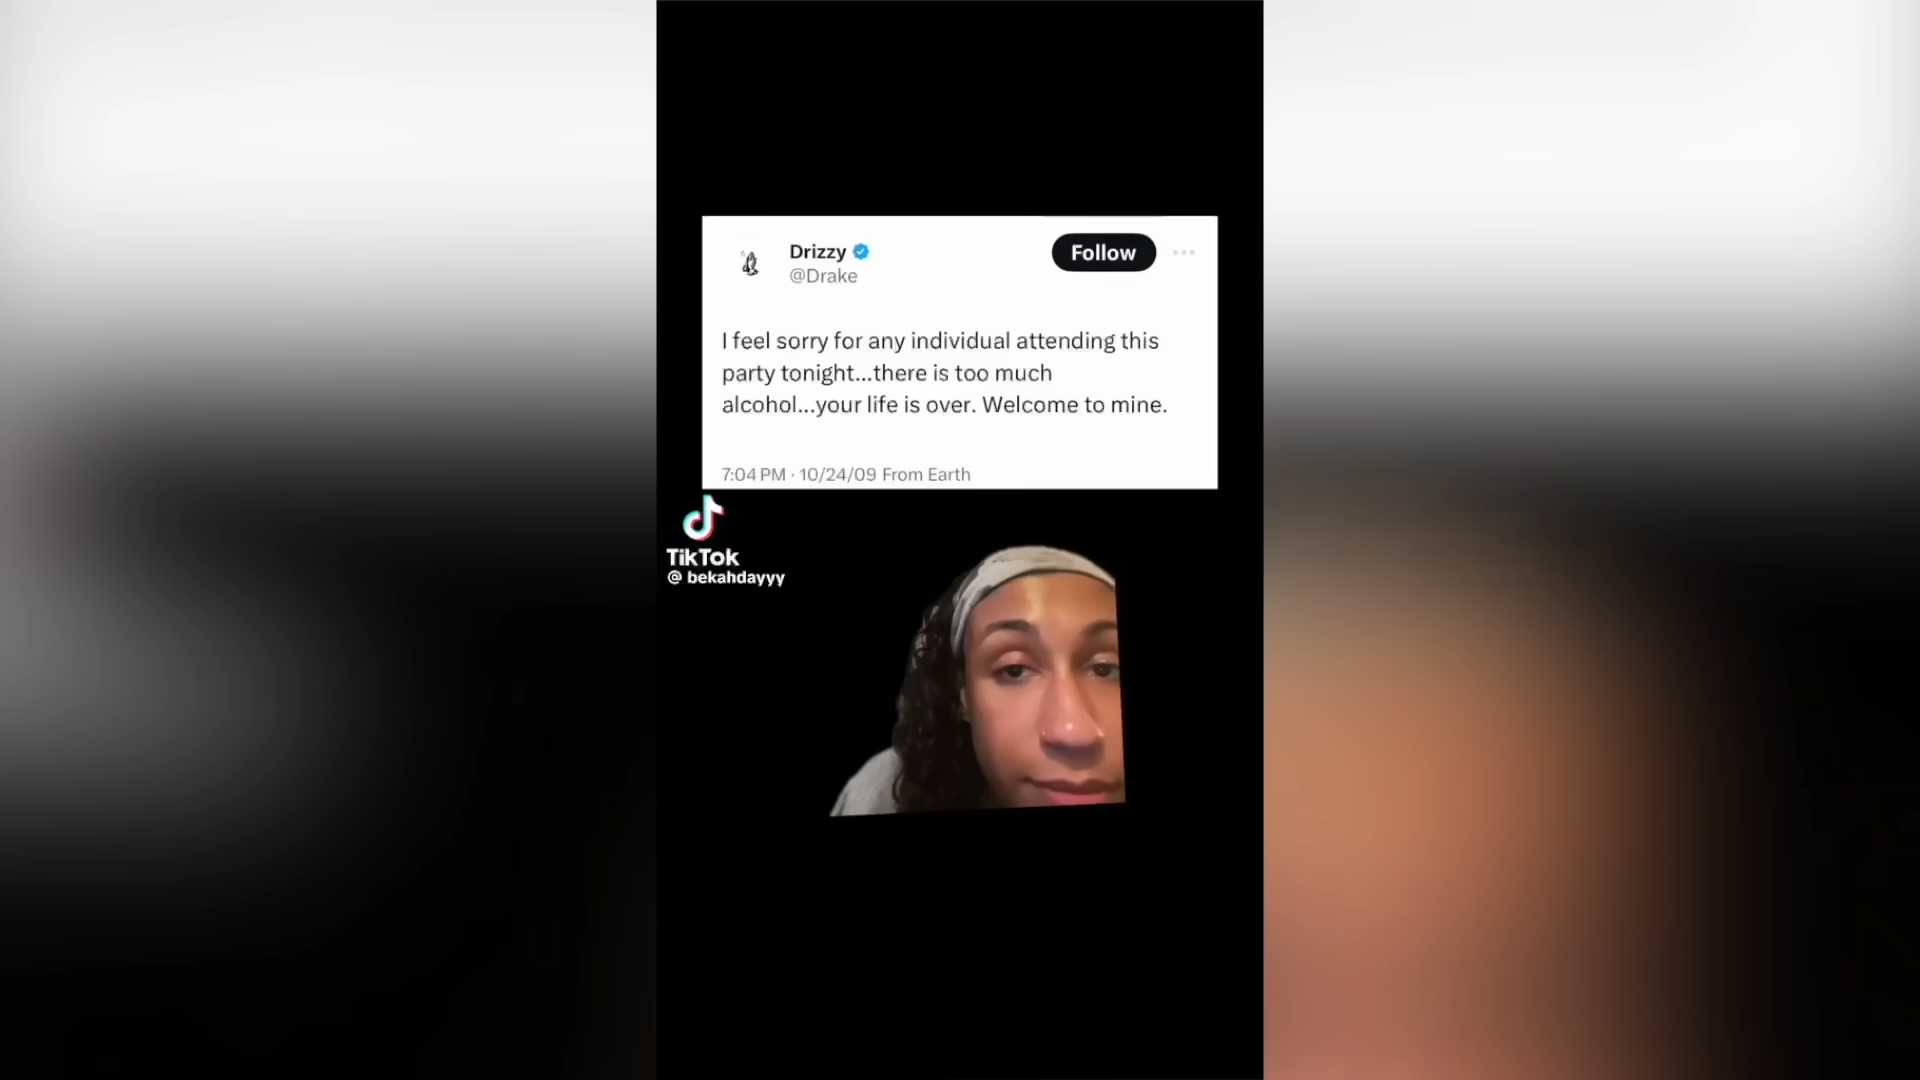 Drizzy
Follow
@Drake
I feel sorry for any individual attending this
party tonight...there is too much
alcohol...your life is over. Welcome to mine.
7:04 PM · 10/24/09 From Earth
TikTok
@ bekahdayyy